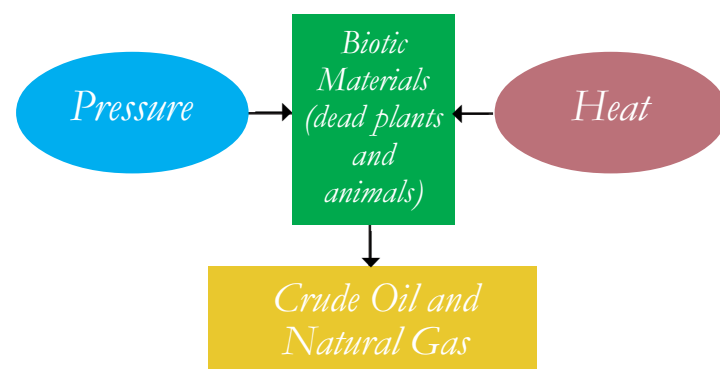 Pressure
Biotic
Materials
(dead plants
and
animals)
Heat
Crude Oil and
Natural Gas